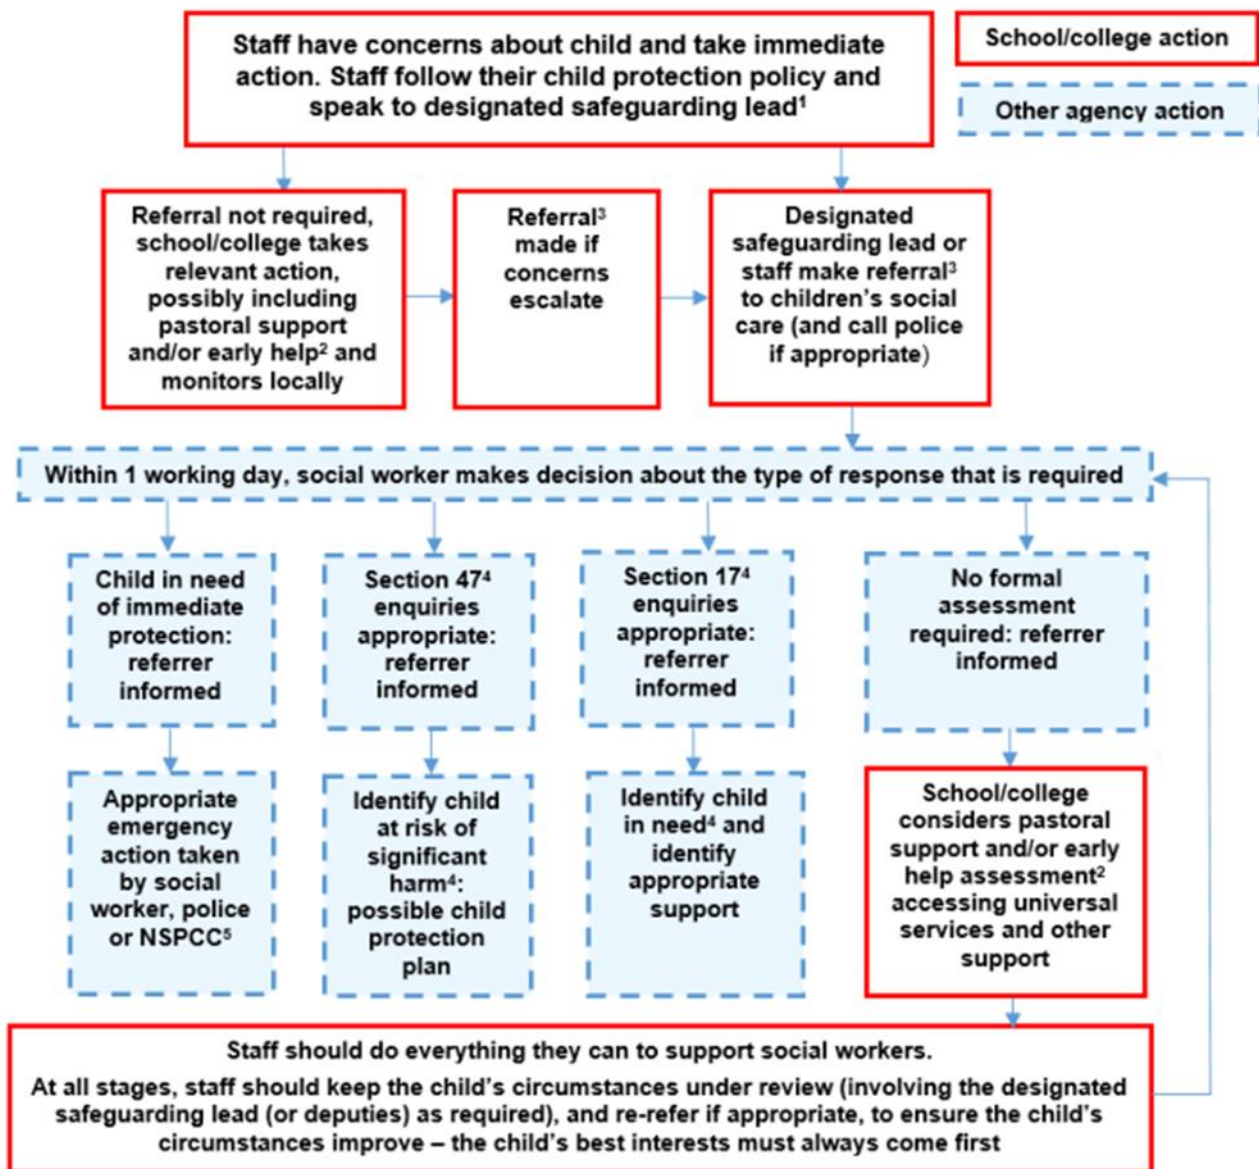 Staff have concerns about child and take immediate
action. Staff follow their child protection policy and
speak to designated safeguarding lead¹
School/college action
Other agency action
Referral not required,
school/college takes
relevant action,
possibly including
pastoral support
and/or early help² and
monitors locally
Referral³
made if
concerns
escalate
Designated
safeguarding lead or
staff make referral³
to children's social
care (and call police
if appropriate)
Within 1 working day, social worker makes decision about the type of response that is required
Child in need
of immediate
protection:
referrer
informed
Section 47⁴
enquiries
appropriate:
referrer
informed
Section 17⁴
enquiries
appropriate:
referrer
informed
No formal
assessment
required: referrer
informed
Appropriate
emergency
action taken
by social
worker, police
or NSPCC⁵
Identify child
at risk of
significant
harm⁴:
possible child
protection
plan
Identify child
in need⁴ and
identify
appropriate
support
School/college
considers pastoral
support and/or early
help assessment²
accessing universal
services and other
support
Staff should do everything they can to support social workers.
At all stages, staff should keep the child's circumstances under review (involving the designated
safeguarding lead (or deputies) as required), and re-refer if appropriate, to ensure the child's
circumstances improve – the child's best interests must always come first